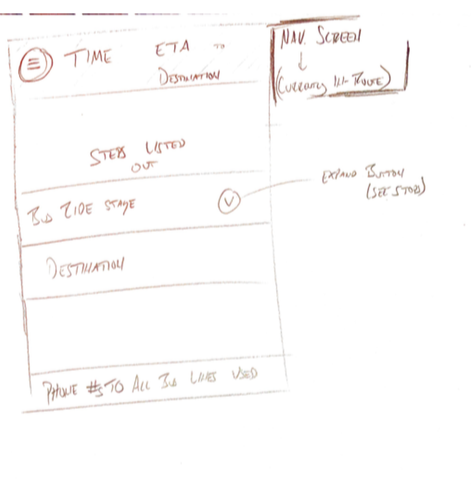 TIME ETA TO
DESTINATION
NAV. SCREEN
(CURRENTLY IN-ROUTE)
STEPS LISTED
OUT
BUS RIDE STAGE
EXPAND BUTTON
(SEE STOPS)
DESTINATION
PHONE #S TO ALL BUS LINES USED